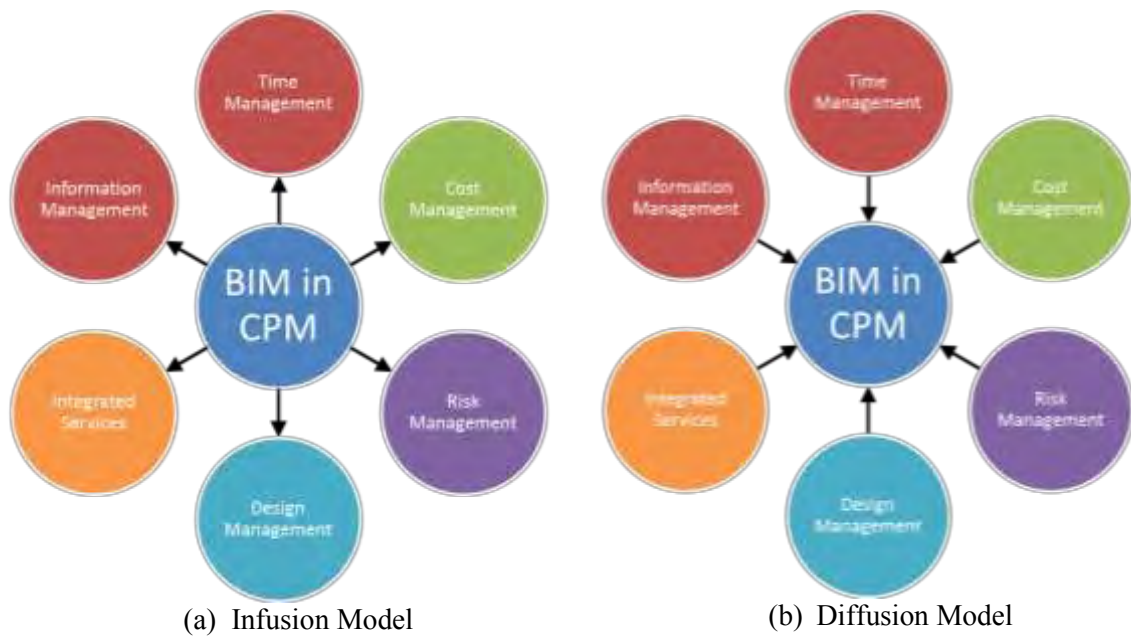 Time
Management
Information
Management
Cost
Management
BIM in
CPM
Integrated
Services
Risk
Management
Design
Management
(a) Infusion Model
Time
Management
Information
Management
Cost
Management
BIM in
CPM
Integrated
Services
Risk
Management
Design
Management
(b) Diffusion Model